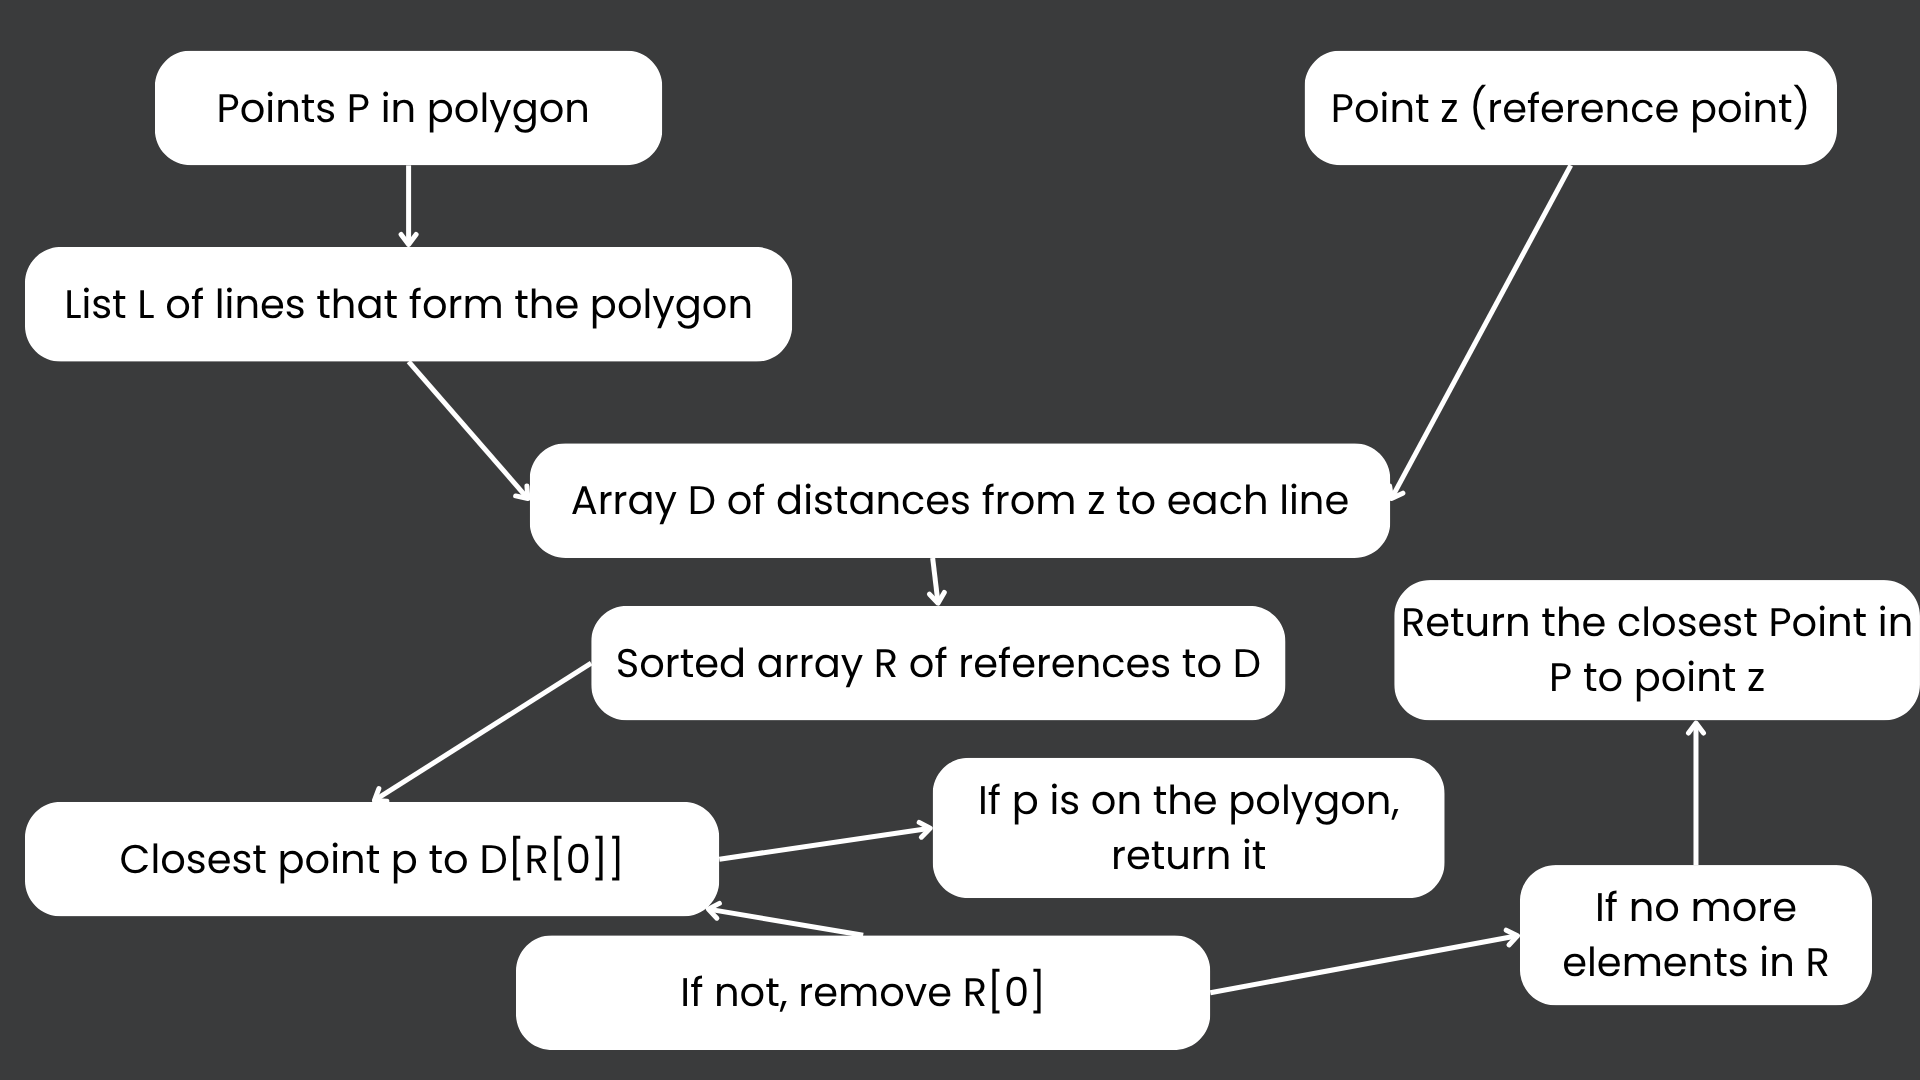 Points P in polygon
Point z (reference point)
List L of lines that form the polygon
Array D of distances from z to each line
Sorted array R of references to D
Return the closest Point in
P to point z
Closest point p to D[R[0]]
If p is on the polygon,
return it
If not, remove R[0]
If no more
elements in R